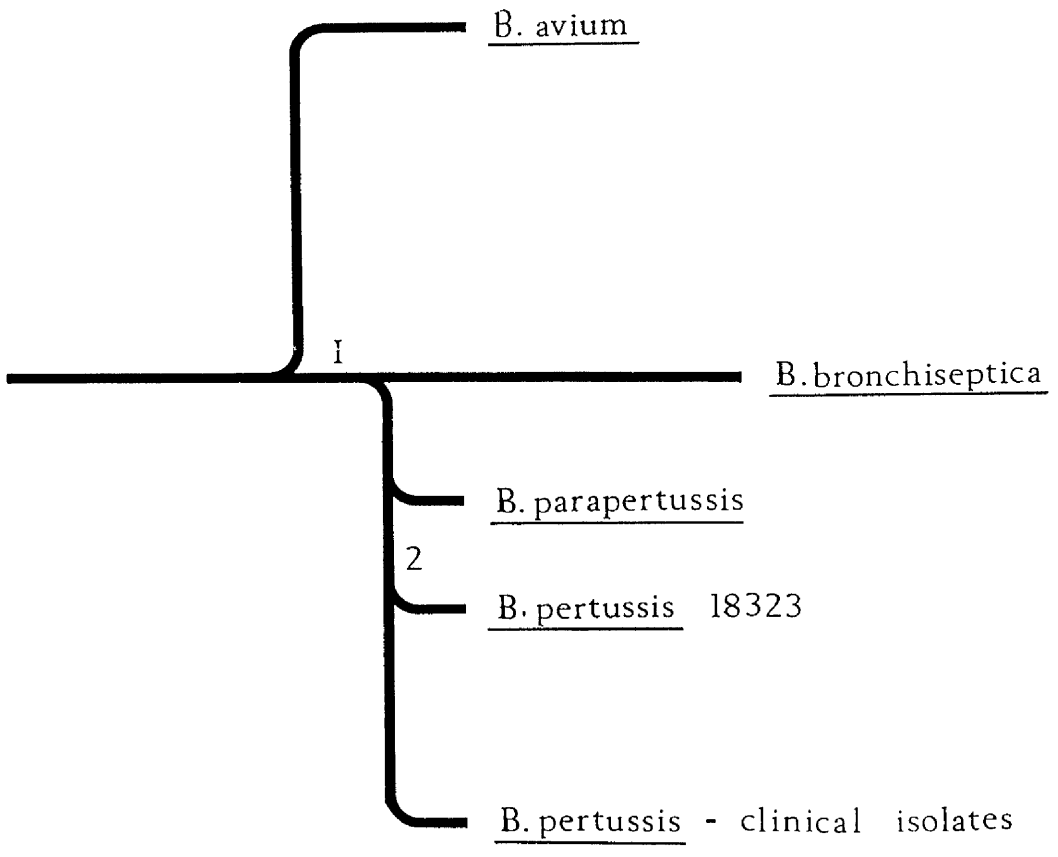 B. avium
I
B. bronchiseptica
B. parapertussis
2
B. pertussis 18323
B. pertussis - clinical isolates